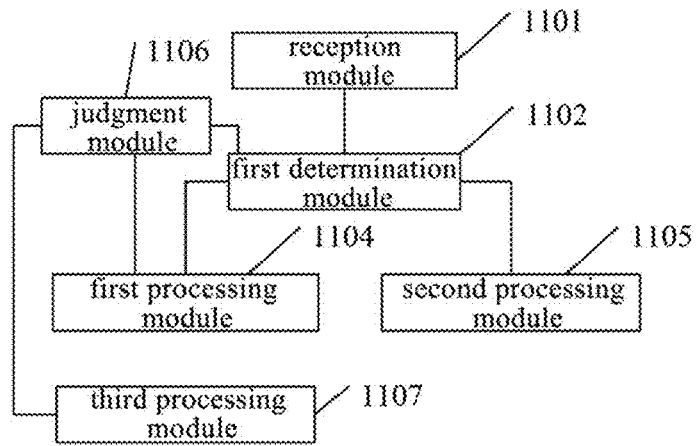 1101
reception
module
1106
judgment
module
1102
first determination
module
1104
first processing
module
1105
second processing
module
third processing
module
1107